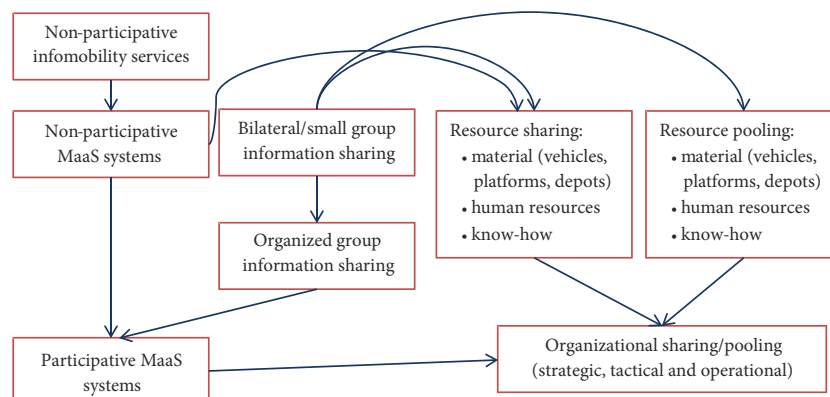 Non-participative
infomobility services
Non-participative
MaaS systems
Bilateral/small group
information sharing
Resource sharing:
• material (vehicles,
platforms, depots)
• human resources
• know-how
Resource pooling:
• material (vehicles,
platforms, depots)
• human resources
• know-how
Organized group
information sharing
Participative MaaS
systems
Organizational sharing/pooling
(strategic, tactical and operational)